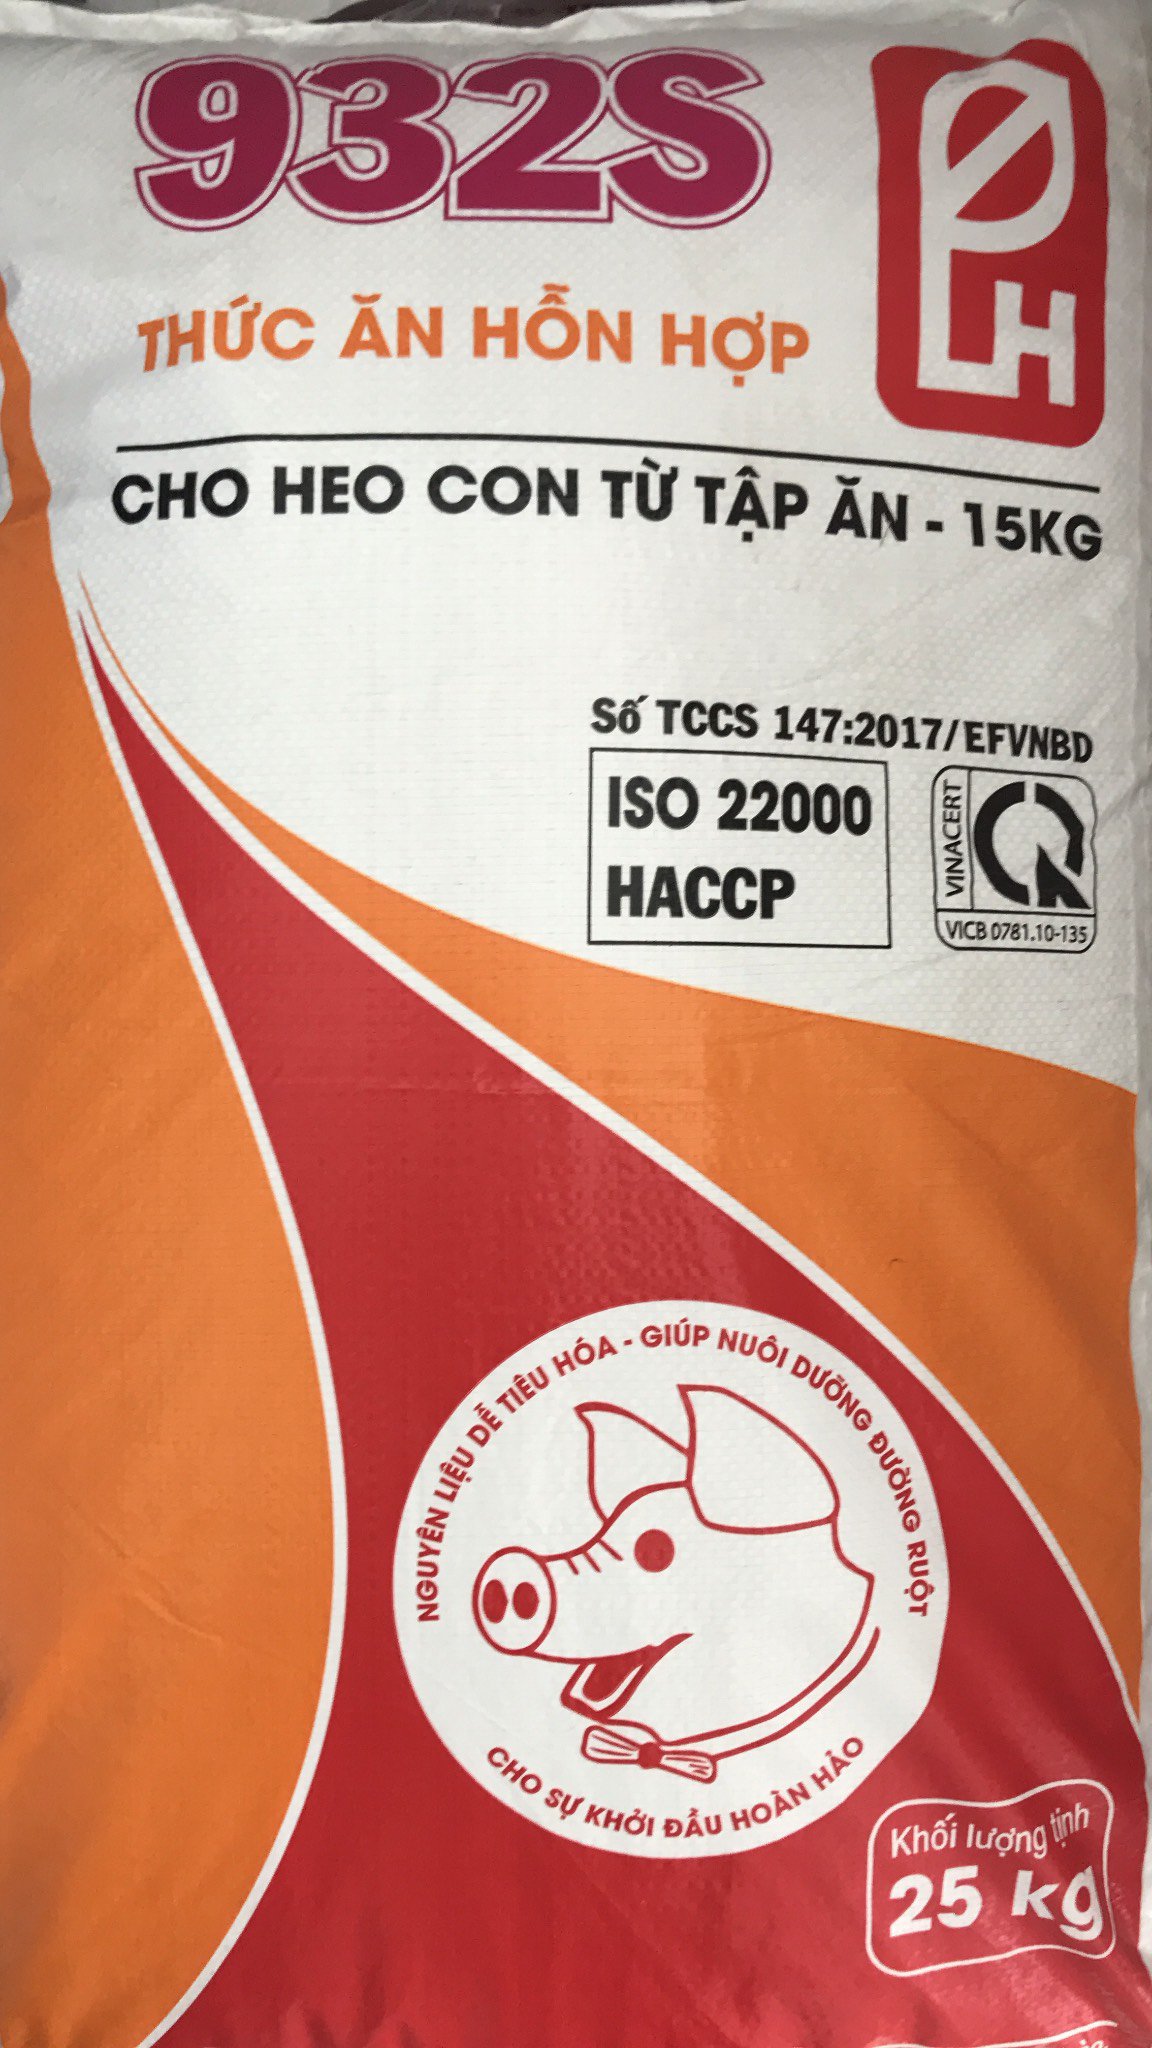 932S
PLH
THỨC ĂN HỖN HỢP
CHO HEO CON TỪ TẬP ĂN - 15KG
Số TCCS 147:2017/EFVNBD
ISO 22000
HACCP
VINACERT
VICB 0781.10-135
NGUYÊN LIỆU DỄ TIÊU HÓA - GIÚP NUÔI DƯỠNG ĐƯỜNG RUỘT
CHO SỰ KHỞI ĐẦU HOÀN HẢO
Khối lượng tịnh
25 kg